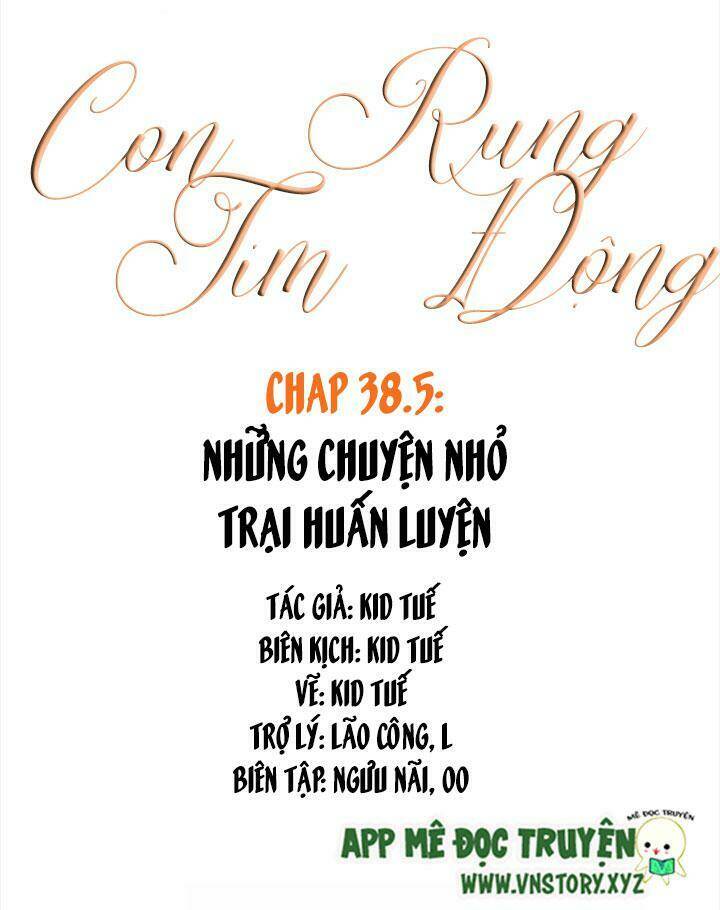 Con Rung
Tim Động
CHAP 38.5:
NHỮNG CHUYỆN NHỎ
TRẠI HUẤN LUYỆN
TÁC GIẢ: KID TUẾ
BIÊN KỊCH: KID TUẾ
VẼ: KID TUẾ
TRỢ LÝ: LÃO CÔNG, L
BIÊN TẬP: NGƯU NÃI, OO
MÊ ĐỌC TRUYỆN
APP MÊ ĐỌC TRUYỆN
WWW.VNSTORY.XYZ